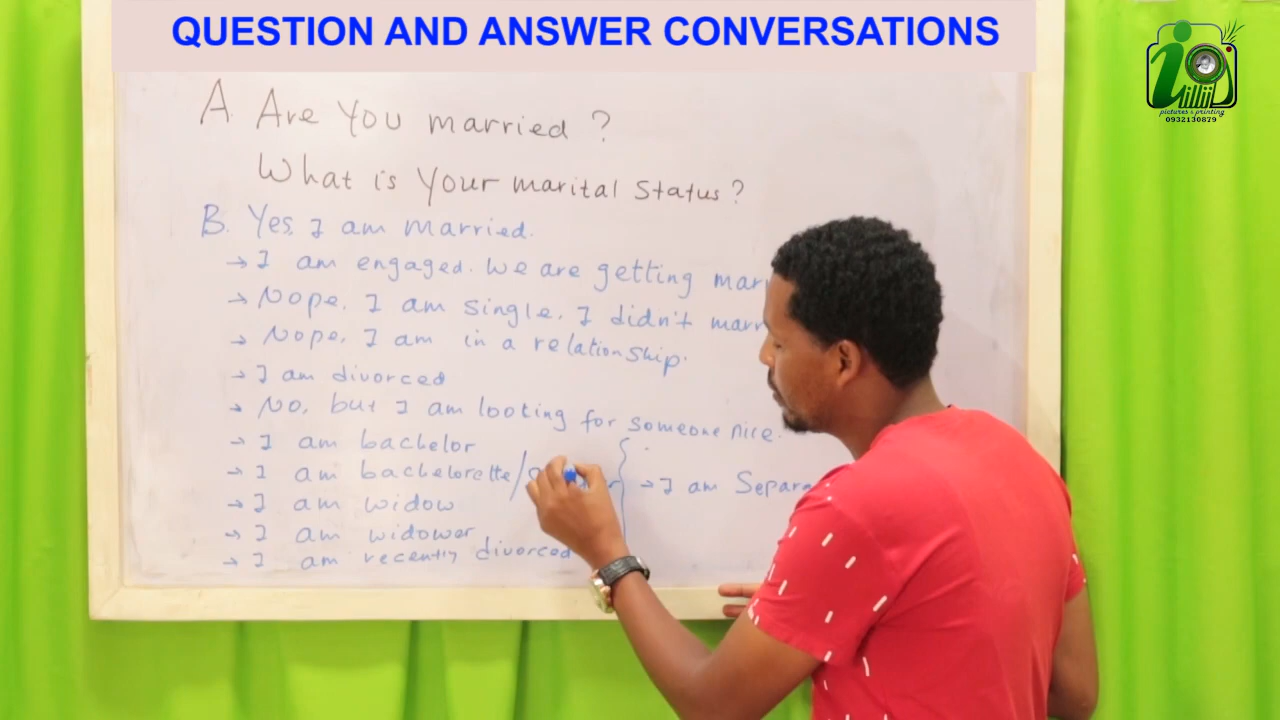 QUESTION AND ANSWER CONVERSATIONS
A. Are you married?
What is your marital status?
B. Yes, I am married.
→ I am engaged. We are getting
→ Nope, I am single, I didn't
→ Nope, I am in a relationship.
→ I am divorced
→ No, but I am looking for someone nice.
→ I am bachelor
→ I am bachelorette/
→ I am
→ I am widow
→ I am widower
→ I am recently divorced
pictures & printing
0932130879